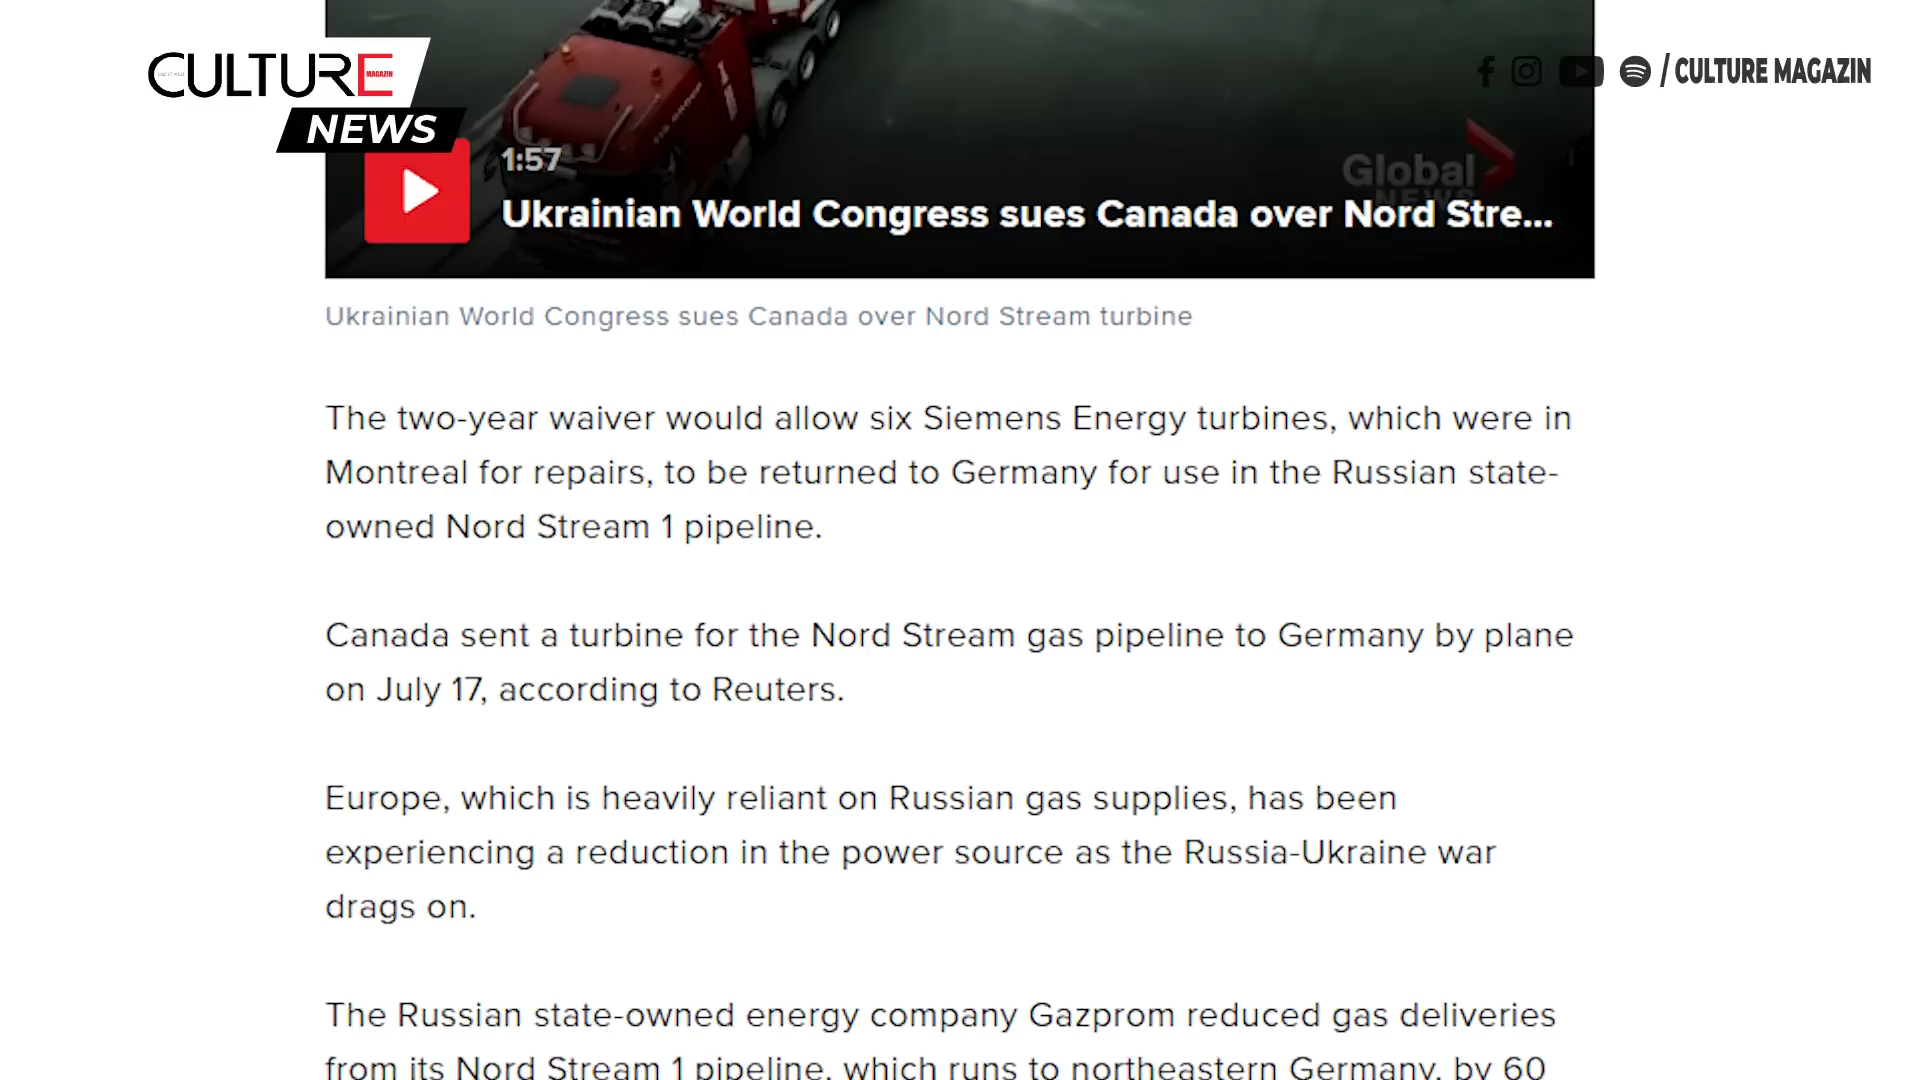 CULTURE
MAGAZIN
NEWS
/ CULTURE MAGAZIN
1:57
Global
NEWS
Ukrainian World Congress sues Canada over Nord Stre...
Ukrainian World Congress sues Canada over Nord Stream turbine
The two-year waiver would allow six Siemens Energy turbines, which were in
Montreal for repairs, to be returned to Germany for use in the Russian state-
owned Nord Stream 1 pipeline.
Canada sent a turbine for the Nord Stream gas pipeline to Germany by plane
on July 17, according to Reuters.
Europe, which is heavily reliant on Russian gas supplies, has been
experiencing a reduction in the power source as the Russia-Ukraine war
drags on.
The Russian state-owned energy company Gazprom reduced gas deliveries
from its Nord Stream 1 pipeline, which runs to northeastern Germany, by 60